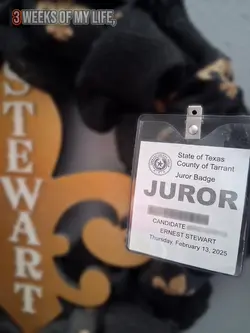 3 WEEKS OF MY LIFE,
STEWART
State of Texas
County of Tarrant
Juror Badge
JUROR
CANDIDATE
ERNEST STEWART
Thursday, February 13, 2025